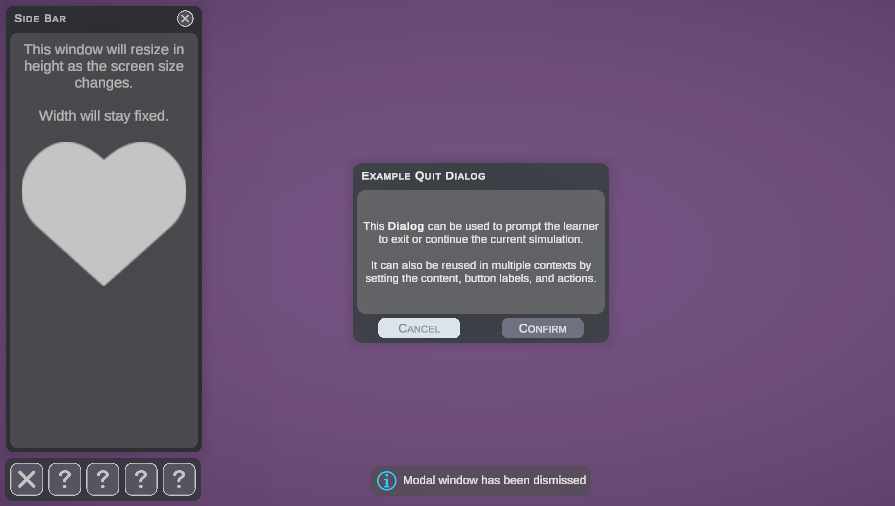 Side Bar
This window will resize in
height as the screen size
changes.
Width will stay fixed.
Example Quit Dialog
This Dialog can be used to prompt the learner
to exit or continue the current simulation.
It can also be reused in multiple contexts by
setting the content, button labels, and actions.
Cancel
Confirm
? ? ? ?
Modal window has been dismissed